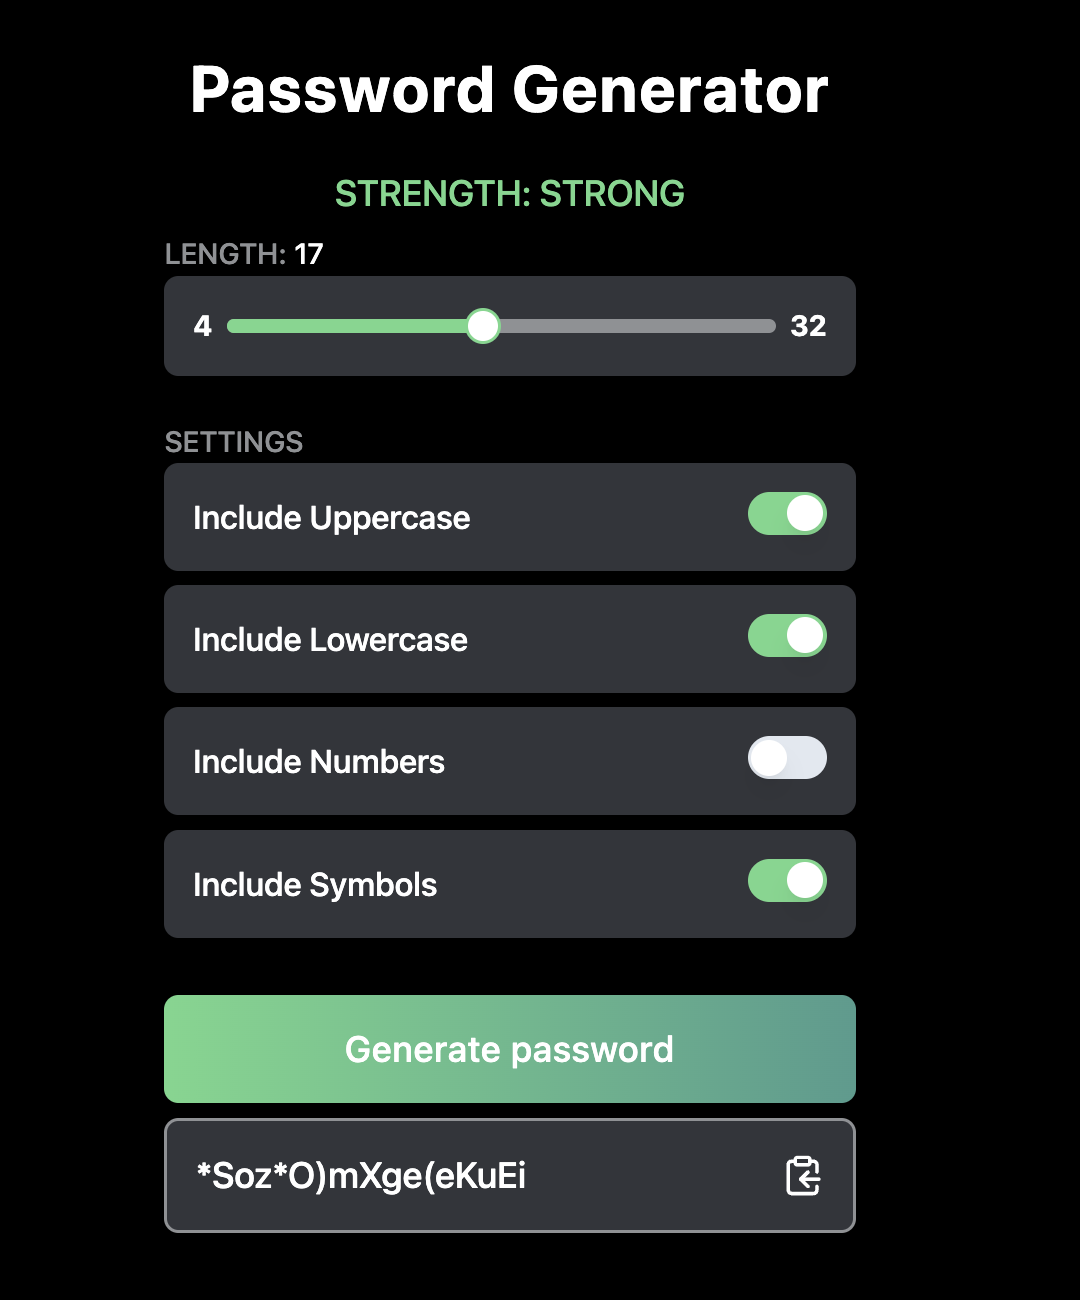 Password Generator
STRENGTH: STRONG
LENGTH: 17
4 32
SETTINGS
Include Uppercase
Include Lowercase
Include Numbers
Include Symbols
Generate password
*Soz*O)mXge(eKuEi